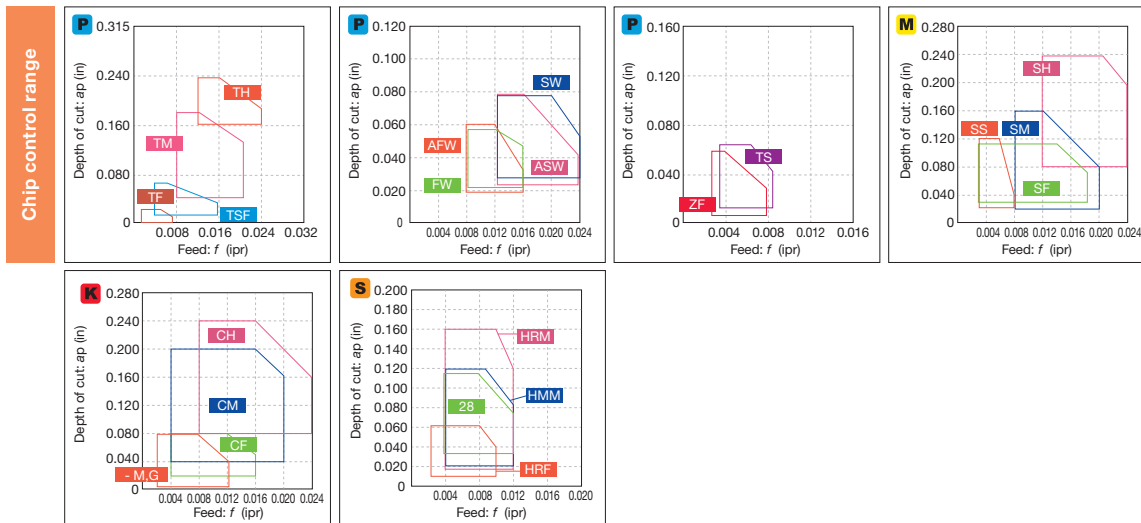 Chip control range
P
Depth of cut: ap (in)
0.315
0.240
0.160
0.080
0
TH
TM
TF
TSF
0.008 0.016 0.024 0.032
Feed: f (ipr)
P
Depth of cut: ap (in)
0.120
0.100
0.080
0.060
0.040
0.020
0
SW
AFW
ASW
FW
0.004 0.008 0.012 0.016 0.020 0.024
Feed: f (ipr)
P
Depth of cut: ap (in)
0.160
0.120
0.080
0.040
0
TS
ZF
0.004 0.008 0.012 0.016
Feed: f (ipr)
M
Depth of cut: ap (in)
0.280
0.240
0.200
0.160
0.120
0.080
0.040
0
SH
SS
SM
SF
0.004 0.008 0.012 0.016 0.020 0.024
Feed: f (ipr)
K
Depth of cut: ap (in)
0.280
0.240
0.200
0.160
0.120
0.080
0.040
0
CH
CM
CF
- M,G
0.004 0.008 0.012 0.016 0.020 0.024
Feed: f (ipr)
S
Depth of cut: ap (in)
0.200
0.180
0.160
0.140
0.120
0.100
0.080
0.060
0.040
0.020
0
HRM
HMM
28
HRF
0.004 0.008 0.012 0.016 0.020
Feed: f (ipr)